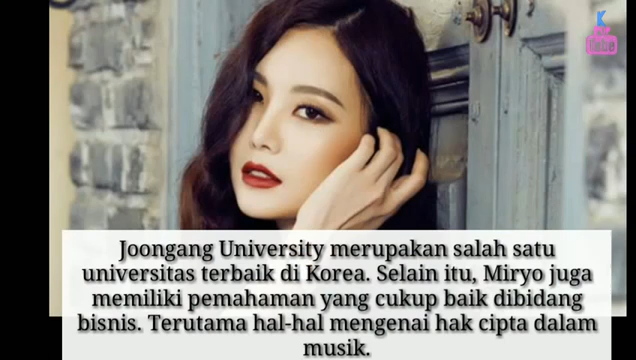 K
POP
Joongang University merupakan salah satu
universitas terbaik di Korea. Selain itu, Miryo juga
memiliki pemahaman yang cukup baik dibidang
bisnis. Terutama hal-hal mengenai hak cipta dalam
musik.